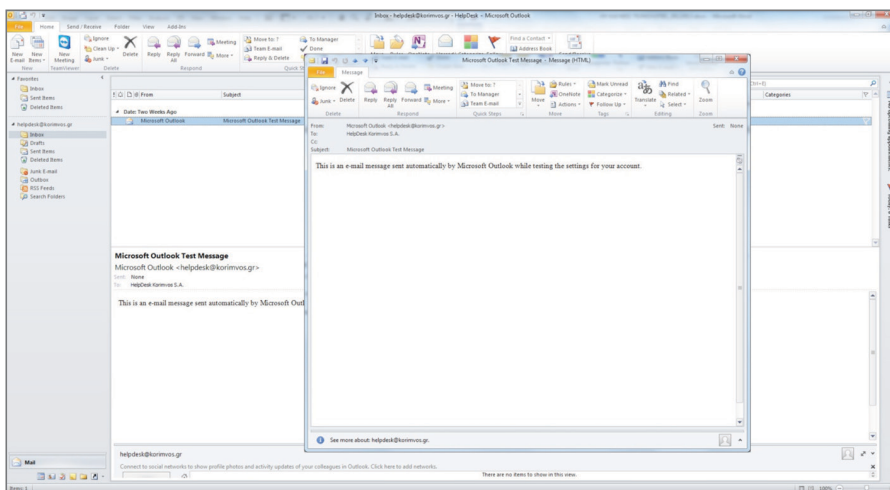 Inbox - helpdesk@korimvos.gr - HelpDesk - Microsoft Outlook
File Home Send / Receive Folder View Add-Ins
New E-mail
New Items
New Meeting
Ignore
Clean Up
Junk
Delete
Reply
Reply All
Forward
Meeting
More
Move to: ?
Team E-mail
Reply & Delete
To Manager
Done
Find a Contact
Address Book
New TeamViewer Delete Respond
Favorites
Inbox
Sent Items
Deleted Items
helpdesk@korimvos.gr
Inbox
Drafts
Sent Items
Deleted Items
Junk E-mail
Outbox
RSS Feeds
Search Folders
From Subject Categories
Date: Two Weeks Ago
Microsoft Outlook Microsoft Outlook Test Message
Microsoft Outlook Test Message
Microsoft Outlook <helpdesk@korimvos.gr>
Sent: None
To: HelpDesk Korimvos S.A.
This is an e-mail message sent automatically by Microsoft Outl
helpdesk@korimvos.gr
Connect to social networks to show profile photos and activity updates of your colleagues in Outlook. Click here to add networks.
There are no items to show in this view.
Mail
Items: 1
100%
Microsoft Outlook Test Message - Message (HTML)
File Message
Ignore
Junk
Delete
Reply
Reply All
Forward
Meeting
More
Move to: ?
To Manager
Team E-mail
Move
Rules
OneNote
Actions
Mark Unread
Categorize
Follow Up
Translate
Find
Related
Select
Zoom
Delete Respond Quick Steps Move Tags Editing Zoom
From: Microsoft Outlook <helpdesk@korimvos.gr> Sent: None
To: HelpDesk Korimvos S.A.
Cc:
Subject: Microsoft Outlook Test Message
This is an e-mail message sent automatically by Microsoft Outlook while testing the settings for your account.
See more about: helpdesk@korimvos.gr.